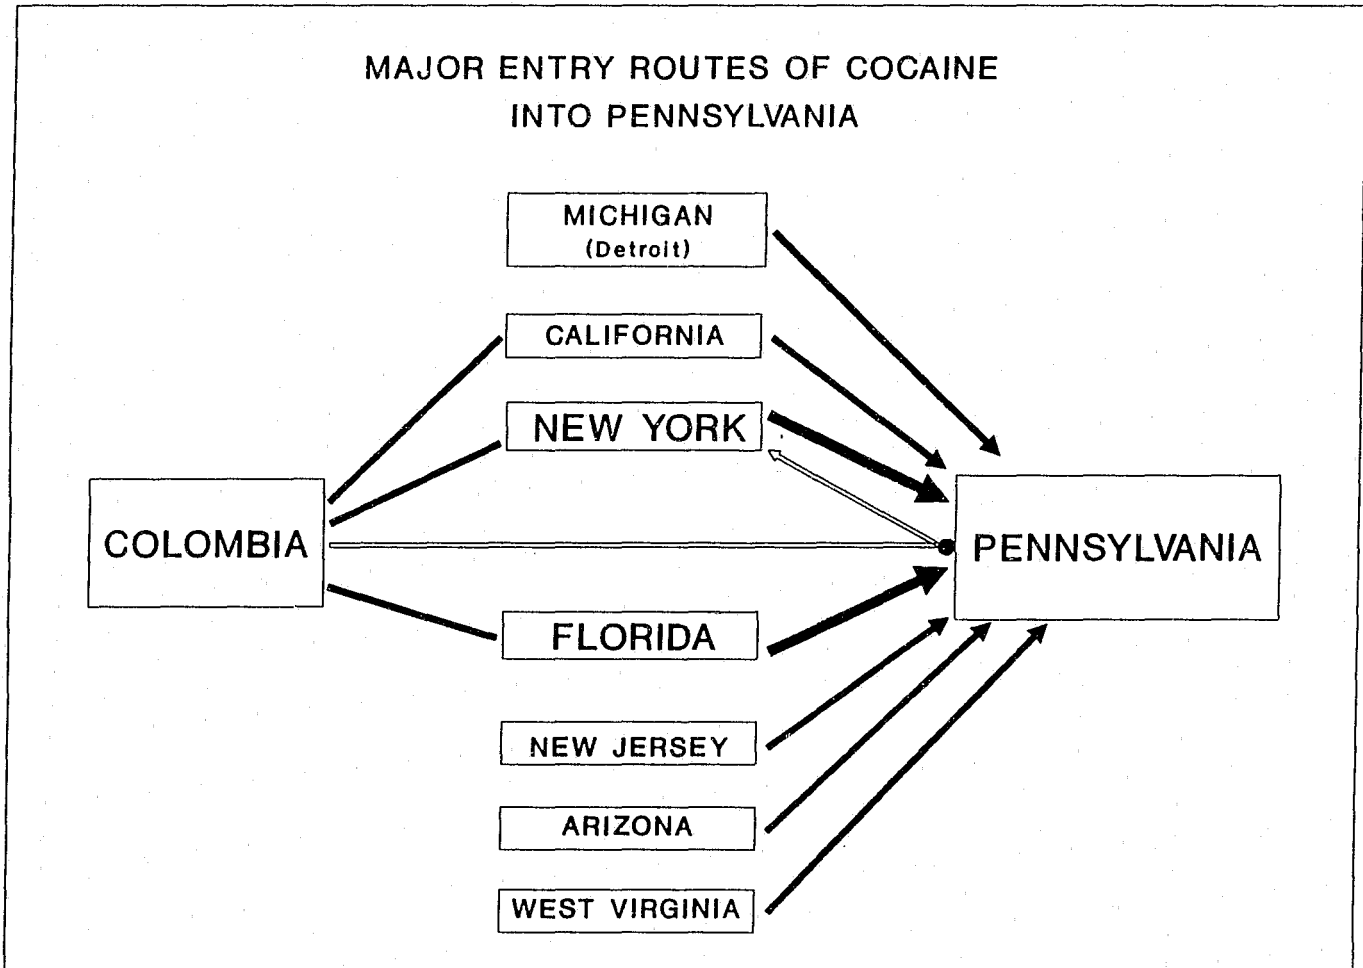 MAJOR ENTRY ROUTES OF COCAINE
INTO PENNSYLVANIA
MICHIGAN
(Detroit)
CALIFORNIA
NEW YORK
COLOMBIA
PENNSYLVANIA
FLORIDA
NEW JERSEY
ARIZONA
WEST VIRGINIA